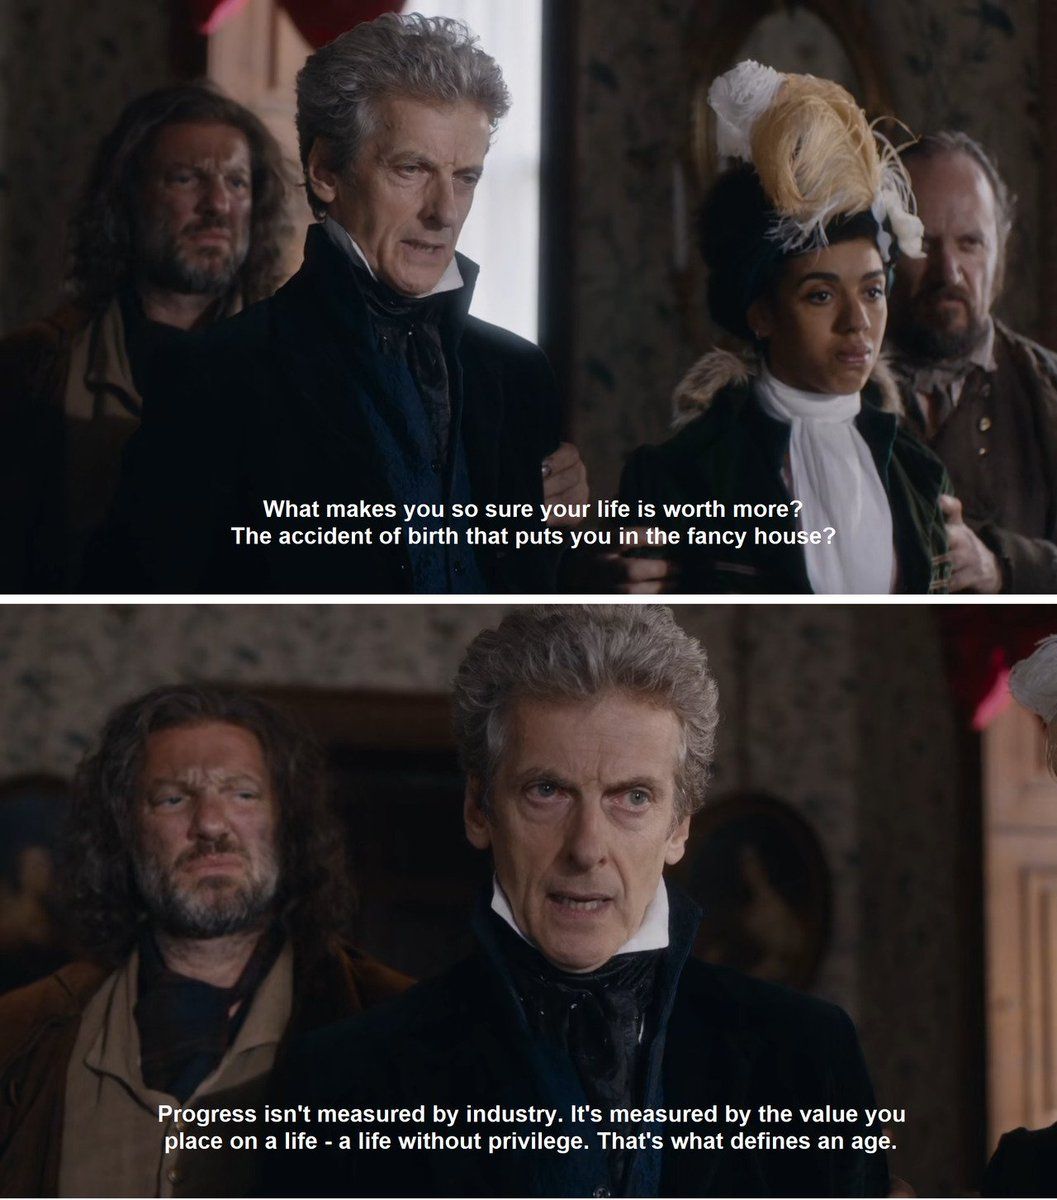 What makes you so sure your life is worth more?
The accident of birth that puts you in the fancy house?
Progress isn't measured by industry. It's measured by the value you
place on a life - a life without privilege. That's what defines an age.